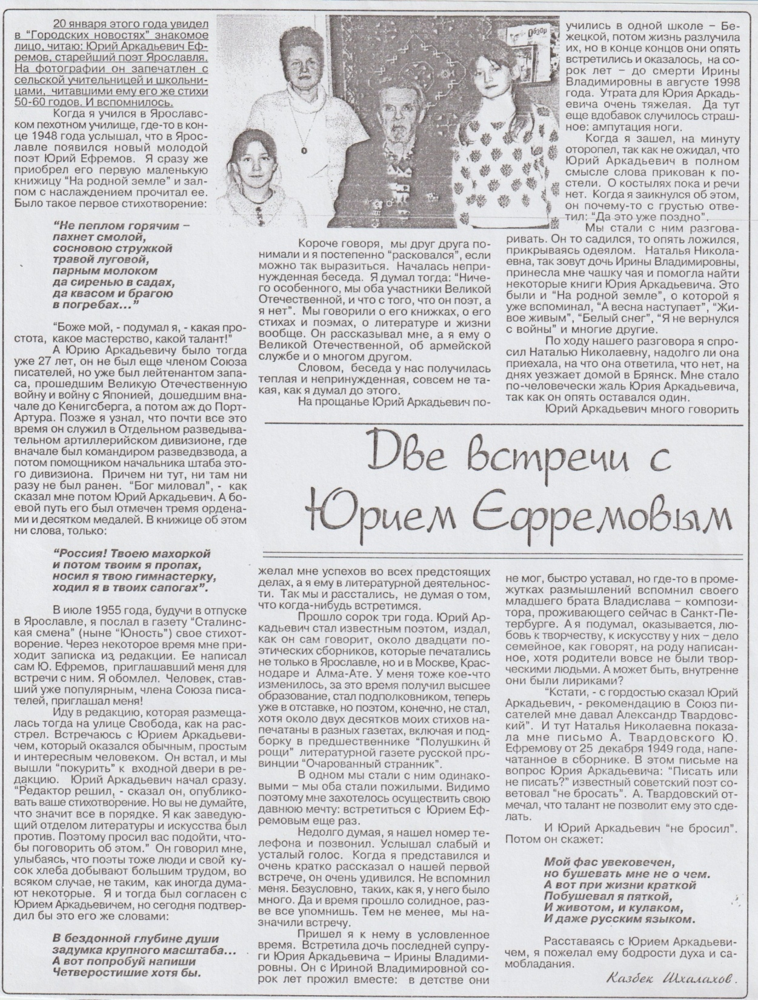 20 января этого года увидел
в "Городских новостях" знакомое
лицо, читаю: Юрий Аркадьевич Еф-
ремов, старейший поэт Ярославля.
На фотографии он запечатлен с
сельской учительницей и школьни-
цами, читавшими ему его же стихи
50-60 годов. И вспомнилось.
Когда я учился в Ярославс-
ком пехотном училище, где-то в кон-
це 1948 года услышал, что в Ярос-
лавле появился новый молодой
поэт Юрий Ефремов. Я сразу же
приобрел его первую маленькую
книжицу "На родной земле" и зал-
пом с наслаждением прочитал ее.
Было такое первое стихотворение:
"Не пеплом горячим –
пахнет смолой,
сосновою стружкой
травой луговой,
парным молоком
да сиренью в садах,
да квасом и брагою
в погребах..."
"Боже мой, - подумал я, - какая про-
стота, какое мастерство, какой талант!"
А Юрию Аркадьевичу было тогда
уже 27 лет, он не был еще членом Союза
писателей, но уже был лейтенантом запа-
са, прошедшим Великую Отечественную
войну и войну с Японией, дошедшим вна-
чале до Кенигсберга, а потом аж до Порт-
Артура. Позже я узнал, что почти все это
время он служил в Отдельном разведыва-
тельном артиллерийском дивизионе, где
вначале был командиром разведвзвода, а
потом помощником начальника штаба это-
го дивизиона. Причем ни тут, ни там ни
разу не был ранен. "Бог миловал", - как
сказал мне потом Юрий Аркадьевич. А бо-
евой путь его был отмечен тремя ордена-
ми и десятком медалей. В книжице об этом
ни слова, только:
"Россия! Твоею махоркой
и потом твоим я пропах,
носил я твою гимнастерку,
ходил я в твоих сапогах".
В июле 1955 года, будучи в отпуске
в Ярославле, я послал в газету "Сталинс-
кая смена" (ныне "Юность") свое стихот-
ворение. Через некоторое время мне при-
ходит записка из редакции. Ее написал
сам Ю. Ефремов, приглашавший меня для
встречи с ним. Я обомлел. Человек, став-
ший уже популярным, члена Союза писа-
телей, приглашал меня!
Иду в редакцию, которая размеща-
лась тогда на улице Свобода, как на рас-
стрел. Встречаюсь с Юрием Аркадьеви-
чем, который оказался обычным, простым
и интересным человеком. Он встал, и мы
вышли "покурить" к входной двери в ре-
дакцию. Юрий Аркадьевич начал сразу.
"Редактор решил, - сказал он, опублико-
вать ваше стихотворение. Но вы не думайте,
что значит все в порядке. Я как заведую-
щий отделом литературы и искусства был
против. Поэтому просил вас подойти, что-
бы поговорить об этом." Он говорил мне,
улыбаясь, что поэты тоже люди и свой ку-
сок хлеба добывают большим трудом, во
всяком случае, не таким, как иногда дума-
ют некоторые. Я и тогда был согласен с
Юрием Аркадьевичем, но сегодня подтвер-
дил бы это его же словами:
В бездонной глубине души
задумка крупного масштаба...
А вот попробуй напиши
Четверостишие хотя бы.
Обзор
Короче говоря, мы друг друга по-
нимали и я постепенно "расковался", если
можно так выразиться. Началась непри-
нужденная беседа. Я думал тогда: "Ниче-
го особенного, мы оба участники Великой
Отечественной, и что с того, что он поэт, а
я нет". Мы говорили о его книжках, о его
стихах и поэмах, о литературе и жизни
вообще. Он рассказывал мне, а я ему о
Великой Отечественной, об армейской
службе и о многом другом.
Словом, беседа у нас получилась
теплая и непринужденная, совсем не та-
кая, как я думал до этого.
На прощанье Юрий Аркадьевич по-
Две встречи с
Юрием Ефремовым
желал мне успехов во всех предстоящих
делах, а я ему в литературной деятельнос-
ти. Так мы и расстались, не думая о том,
что когда-нибудь встретимся.
Прошло сорок три года. Юрий Ар-
кадьевич стал известным поэтом, издал,
как он сам говорит, около двадцати по-
этических сборников, которые печатались
не только в Ярославле, но и в Москве, Крас-
нодаре и Алма-Ате. У меня тоже кое-что
изменилось, за это время получил высшее
образование, стал подполковником, теперь
уже в отставке, но поэтом, конечно, не стал,
хотя около двух десятков моих стихов на-
печатаны в разных газетах, включая и под-
борку в предшественнике "Полушкиной
рощи" литературной газете русской про-
винции "Очарованный странник".
В одном мы стали с ним одинако-
выми – мы оба стали пожилыми. Видимо
поэтому мне захотелось осуществить свою
давнюю мечту: встретиться с Юрием Еф-
ремовым еще раз.
Недолго думая, я нашел номер те-
лефона и позвонил. Услышал слабый и
усталый голос. Когда я представился и
очень кратко рассказал о нашей первой
встрече, он очень удивился. Не вспомнил
меня. Безусловно, таких, как я, у него было
много. Да и время прошло солидное, раз-
ве все упомнишь. Тем не менее, мы на-
значили встречу.
Пришел я к нему в условленное
время. Встретила дочь последней супру-
ги Юрия Аркадьевича – Ирины Владими-
ровны. Он с Ириной Владимировной со-
рок лет прожил вместе: в детстве они
учились в одной школе – Бе-
жецкой, потом жизнь разлучила
их, но в конце концов они опять
встретились и оказалось, на со-
рок лет – до смерти Ирины
Владимировны в августе 1998
года. Утрата для Юрия Аркадь-
евича очень тяжелая. Да тут
еще вдобавок случилось страш-
ное: ампутация ноги.
Когда я зашел, на минуту
оторопел, так как не ожидал, что
Юрий Аркадьевич в полном
смысле слова прикован к по-
стели. О костылях пока и речи
нет. Когда я заикнулся об этом,
он почему-то с грустью отве-
тил: "Да это уже поздно".
Мы стали с ним разгова-
ривать. Он то садился, то опять ложился,
прикрываясь одеялом. Наталья Никола-
евна, так зовут дочь Ирины Владимировны,
принесла мне чашку чая и помогла найти
некоторые книги Юрия Аркадьевича. Это
были и "На родной земле", о которой я
уже вспоминал, "А весна наступает", "Жи-
вое живым", "Белый снег", "Я не вернулся
с войны" и многие другие.
По ходу нашего разговора я спро-
сил Наталью Николаевну, надолго ли она
приехала, на что она ответила, что нет, на
днях уезжает домой в Брянск. Мне стало
по-человечески жаль Юрия Аркадьевича,
так как он опять оставался один.
Юрий Аркадьевич много говорить
не мог, быстро уставал, но где-то в проме-
жутках размышлений вспомнил своего
младшего брата Владислава – компози-
тора, проживающего сейчас в Санкт-Пе-
тербурге. А я подумал, оказывается, лю-
бовь к творчеству, к искусству у них – дело
семейное, как говорят, на роду написан-
ное, хотя родители вовсе не были твор-
ческими людьми. А может быть, внутренне
они были лириками?
"Кстати, - с гордостью сказал Юрий
Аркадьевич, - рекомендацию в Союз пи-
сателей мне давал Александр Твардовс-
кий". И тут Наталья Николаевна показа-
ла мне письмо А. Твардовского Ю.
Ефремову от 25 декабря 1949 года, напе-
чатанное в сборнике. В этом письме на
вопрос Юрия Аркадьевича: "Писать или
не писать?" известный советский поэт со-
ветовал "не бросать". А. Твардовский от-
мечал, что талант не позволит ему это сде-
лать.
И Юрий Аркадьевич "не бросил".
Потом он скажет:
Мой фас увековечен,
но бушевать мне не о чем.
А вот при жизни краткой
Побушевал я пяткой,
И животом, и кулаком,
И даже русским языком.
Расставаясь с Юрием Аркадьеви-
чем, я пожелал ему бодрости духа и са-
мобладания.
Казбек Шхалахов.